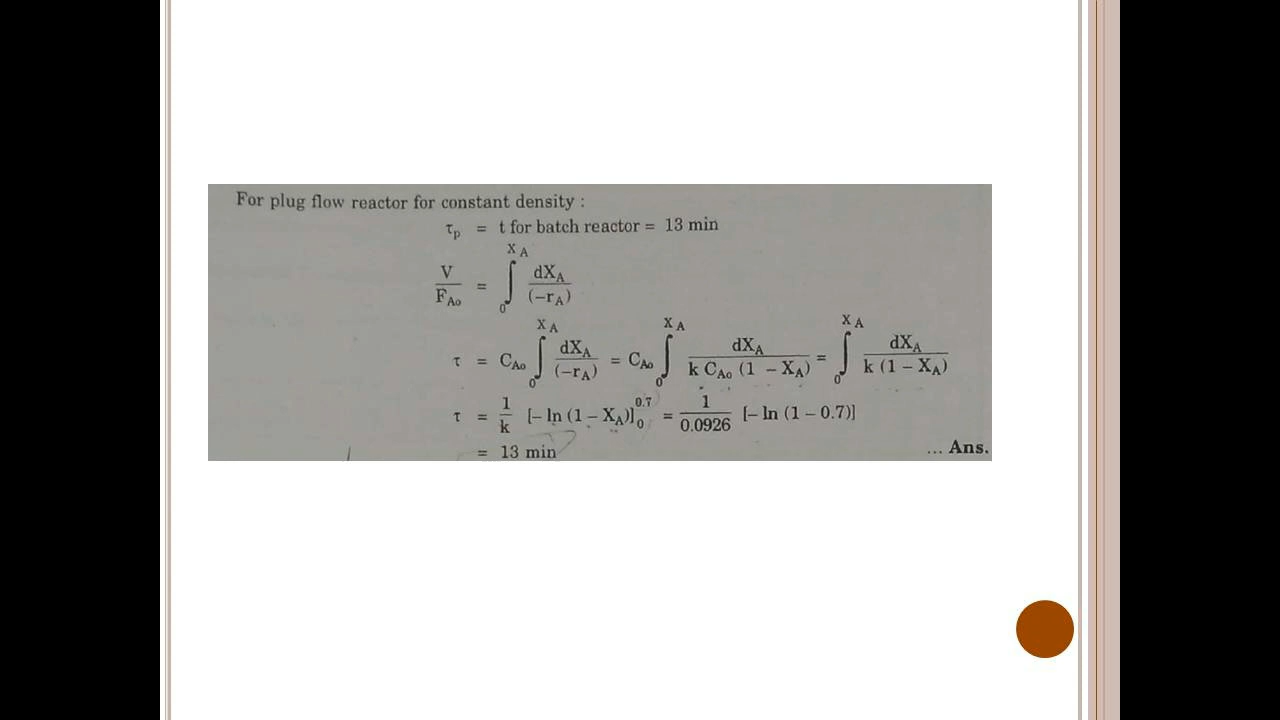 For plug flow reactor for constant density :
τp = t for batch reactor = 13 min
V/FAo = ∫₀^XA dXA/(−rA)
τ = CAo ∫₀^XA dXA/(−rA) = CAo ∫₀^XA dXA/(k CAo (1 − XA)) = ∫₀^XA dXA/(k (1 − XA))
τ = 1/k [− ln (1 − XA)]₀^0.7 = 1/0.0926 [− ln (1 − 0.7)]
= 13 min ... Ans.